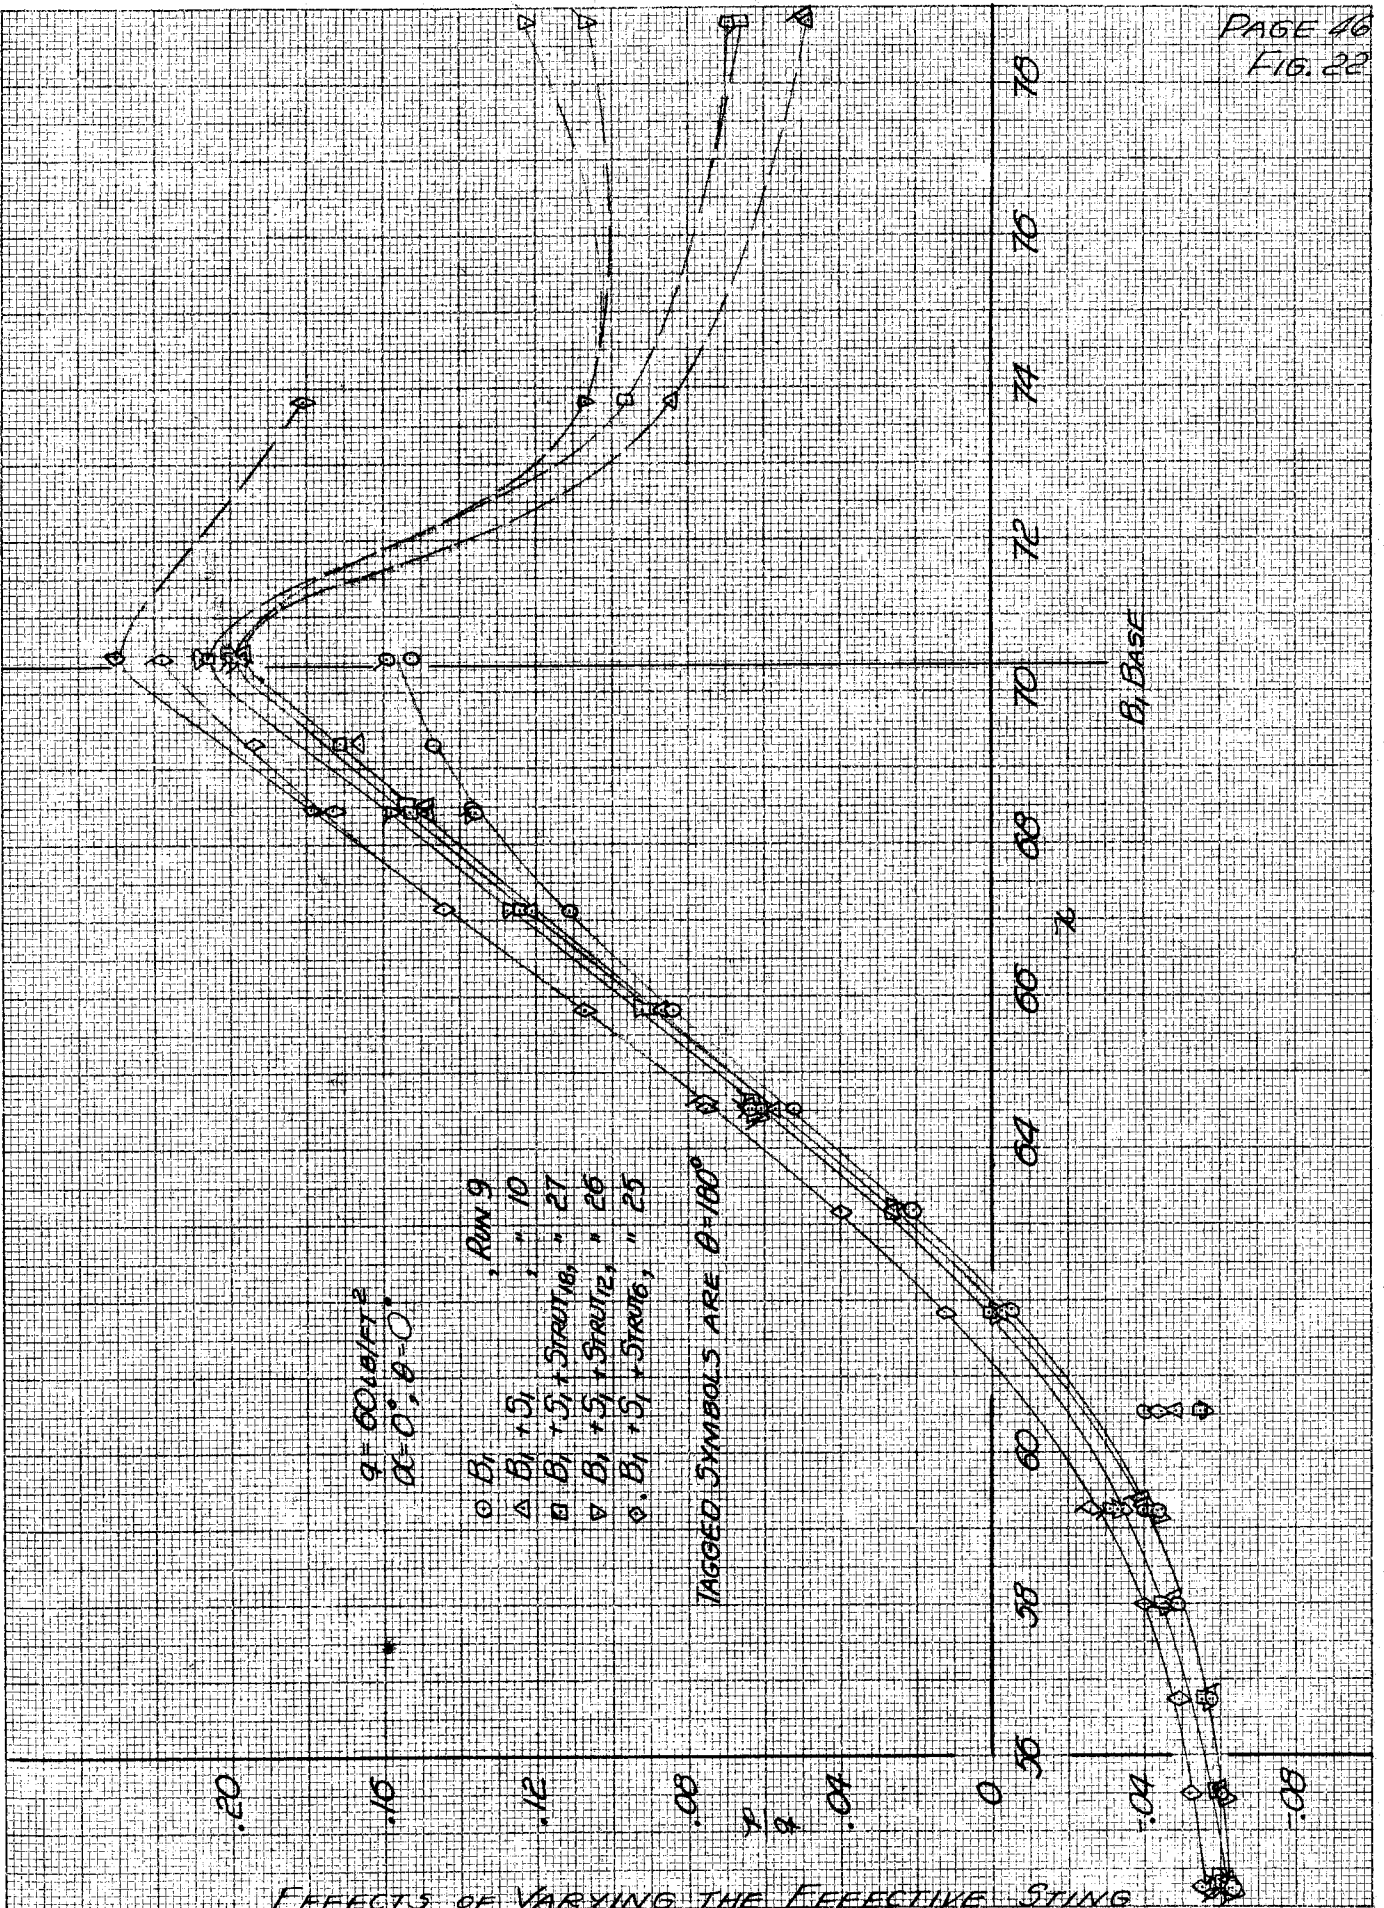 PAGE 46
FIG. 22
q = 60 LB/FT²
α = 0°, θ = 0°
⊙ B₁ , RUN 9
△ B₁ + S₁ , " 10
⊡ B₁ + S₁ + STRUT₁₈, " 27
▽ B₁ + S₁ + STRUT₁₂, " 26
◇ B₁ + S₁ + STRUT₆, " 25
TAGGED SYMBOLS ARE θ = 180°
.20
.16
.12
.08
.04
0
-.04
-.08
P/q
56
58
60
64
66
68
70
72
74
76
78
x
B₁ BASE
EFFECTS OF VARYING THE EFFECTIVE STING